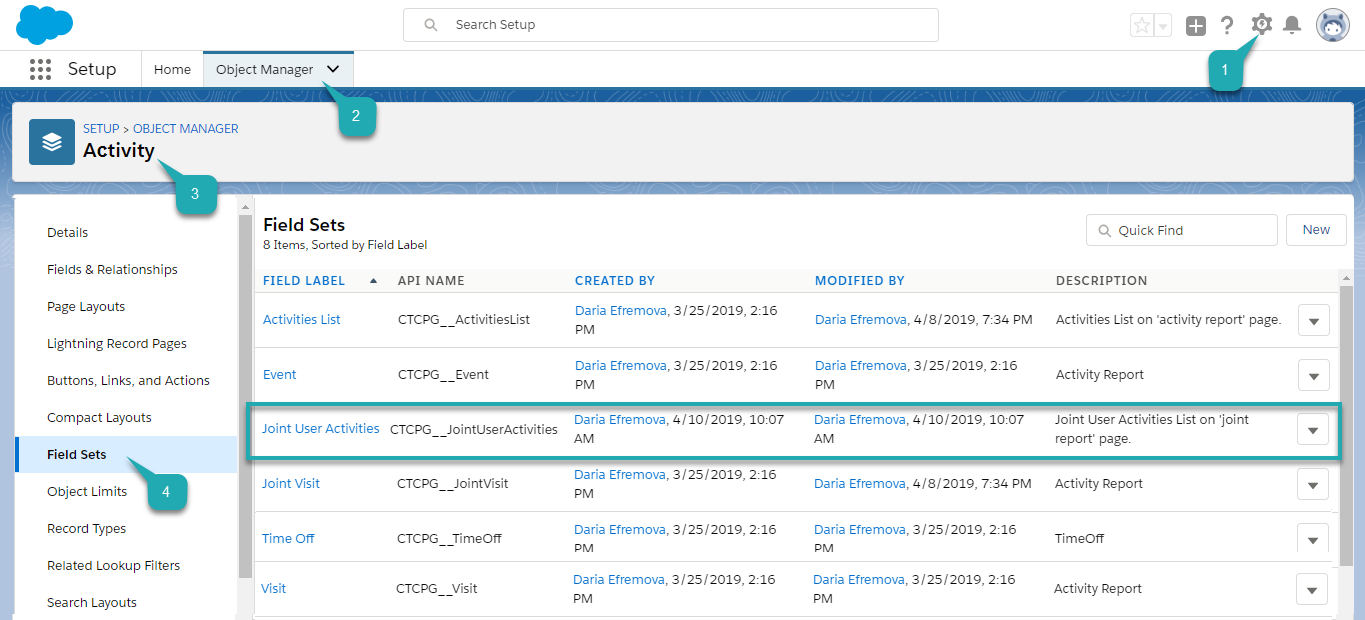 Search Setup
1
Setup
Home
Object Manager
2
SETUP > OBJECT MANAGER
Activity
3
Details
Fields & Relationships
Page Layouts
Lightning Record Pages
Buttons, Links, and Actions
Compact Layouts
Field Sets
4
Object Limits
Record Types
Related Lookup Filters
Search Layouts
Field Sets
8 Items, Sorted by Field Label
Quick Find
New
FIELD LABEL API NAME CREATED BY MODIFIED BY DESCRIPTION
Activities List CTCPG__ActivitiesList Daria Efremova, 3/25/2019, 2:16 PM Daria Efremova, 4/8/2019, 7:34 PM Activities List on 'activity report' page.
Event CTCPG__Event Daria Efremova, 3/25/2019, 2:16 PM Daria Efremova, 3/25/2019, 2:16 PM Activity Report
Joint User Activities CTCPG__JointUserActivities Daria Efremova, 4/10/2019, 10:07 AM Daria Efremova, 4/10/2019, 10:07 AM Joint User Activities List on 'joint report' page.
Joint Visit CTCPG__JointVisit Daria Efremova, 3/25/2019, 2:16 PM Daria Efremova, 4/8/2019, 7:34 PM Activity Report
Time Off CTCPG__TimeOff Daria Efremova, 3/25/2019, 2:16 PM Daria Efremova, 3/25/2019, 2:16 PM TimeOff
Visit CTCPG__Visit Daria Efremova, 3/25/2019, 2:16 PM Daria Efremova, 3/25/2019, 2:16 PM Activity Report